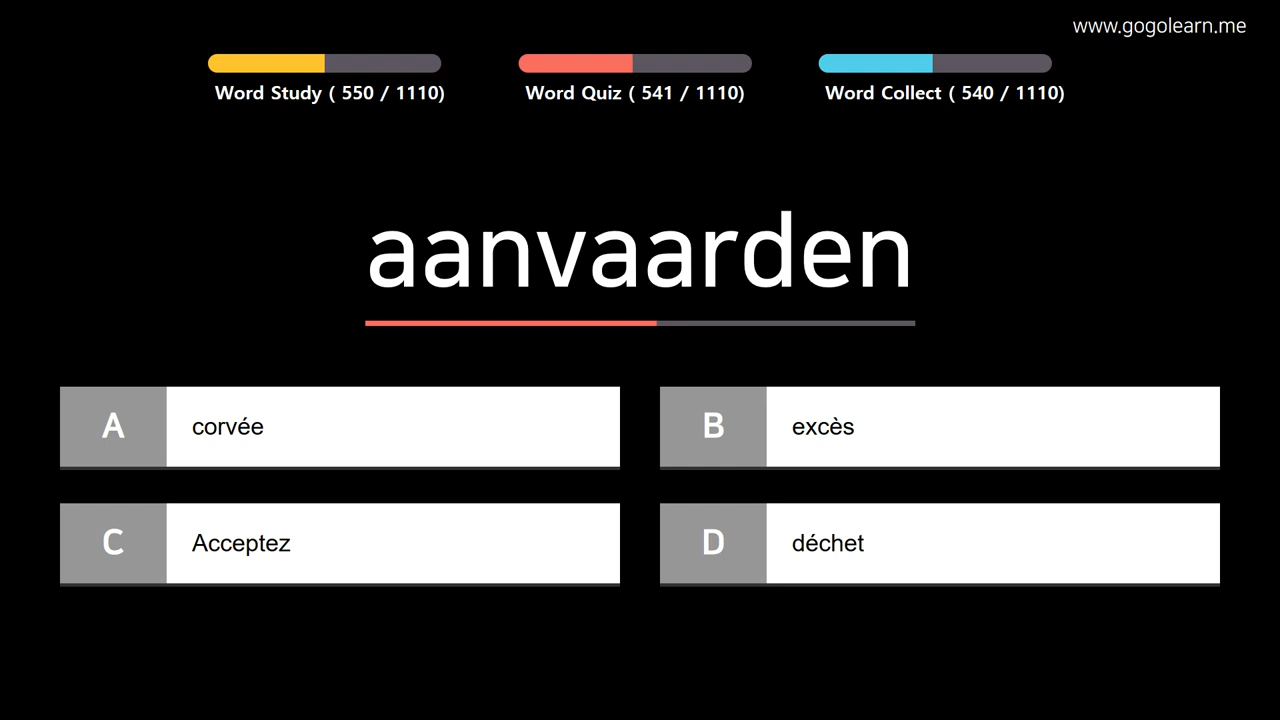 www.gogolearn.me
Word Study ( 550 / 1110)
Word Quiz ( 541 / 1110)
Word Collect ( 540 / 1110)
aanvaarden
A corvée
B excès
C Acceptez
D déchet